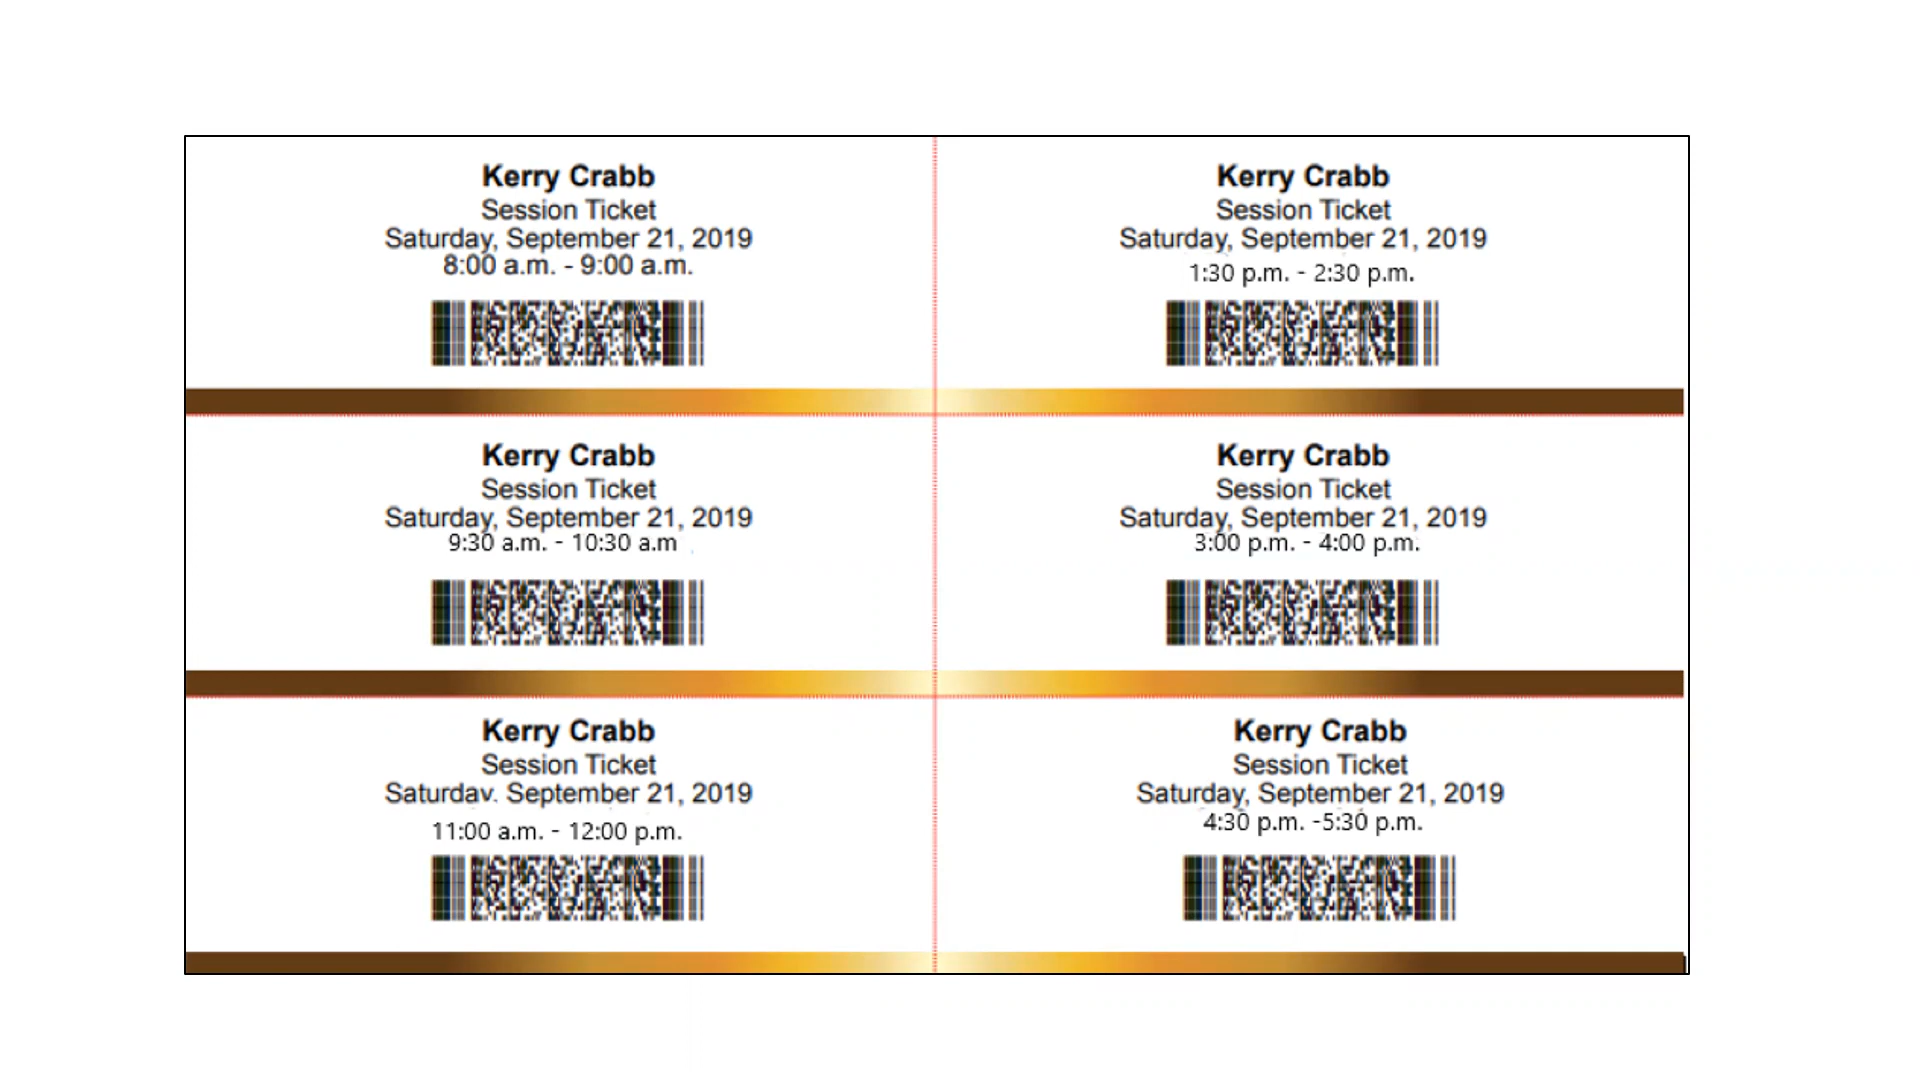 Kerry Crabb
Session Ticket
Saturday, September 21, 2019
8:00 a.m. - 9:00 a.m.
Kerry Crabb
Session Ticket
Saturday, September 21, 2019
1:30 p.m. - 2:30 p.m.
Kerry Crabb
Session Ticket
Saturday, September 21, 2019
9:30 a.m. - 10:30 a.m
Kerry Crabb
Session Ticket
Saturday, September 21, 2019
3:00 p.m. - 4:00 p.m.
Kerry Crabb
Session Ticket
Saturdav. September 21, 2019
11:00 a.m. - 12:00 p.m.
Kerry Crabb
Session Ticket
Saturday, September 21, 2019
4:30 p.m. -5:30 p.m.